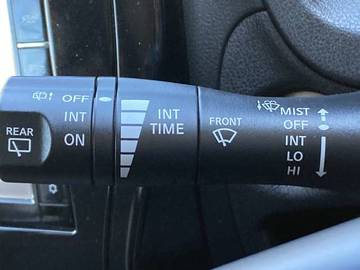 OFF
INT
ON
REAR
INT
TIME
FRONT
MIST
OFF
INT
LO
HI